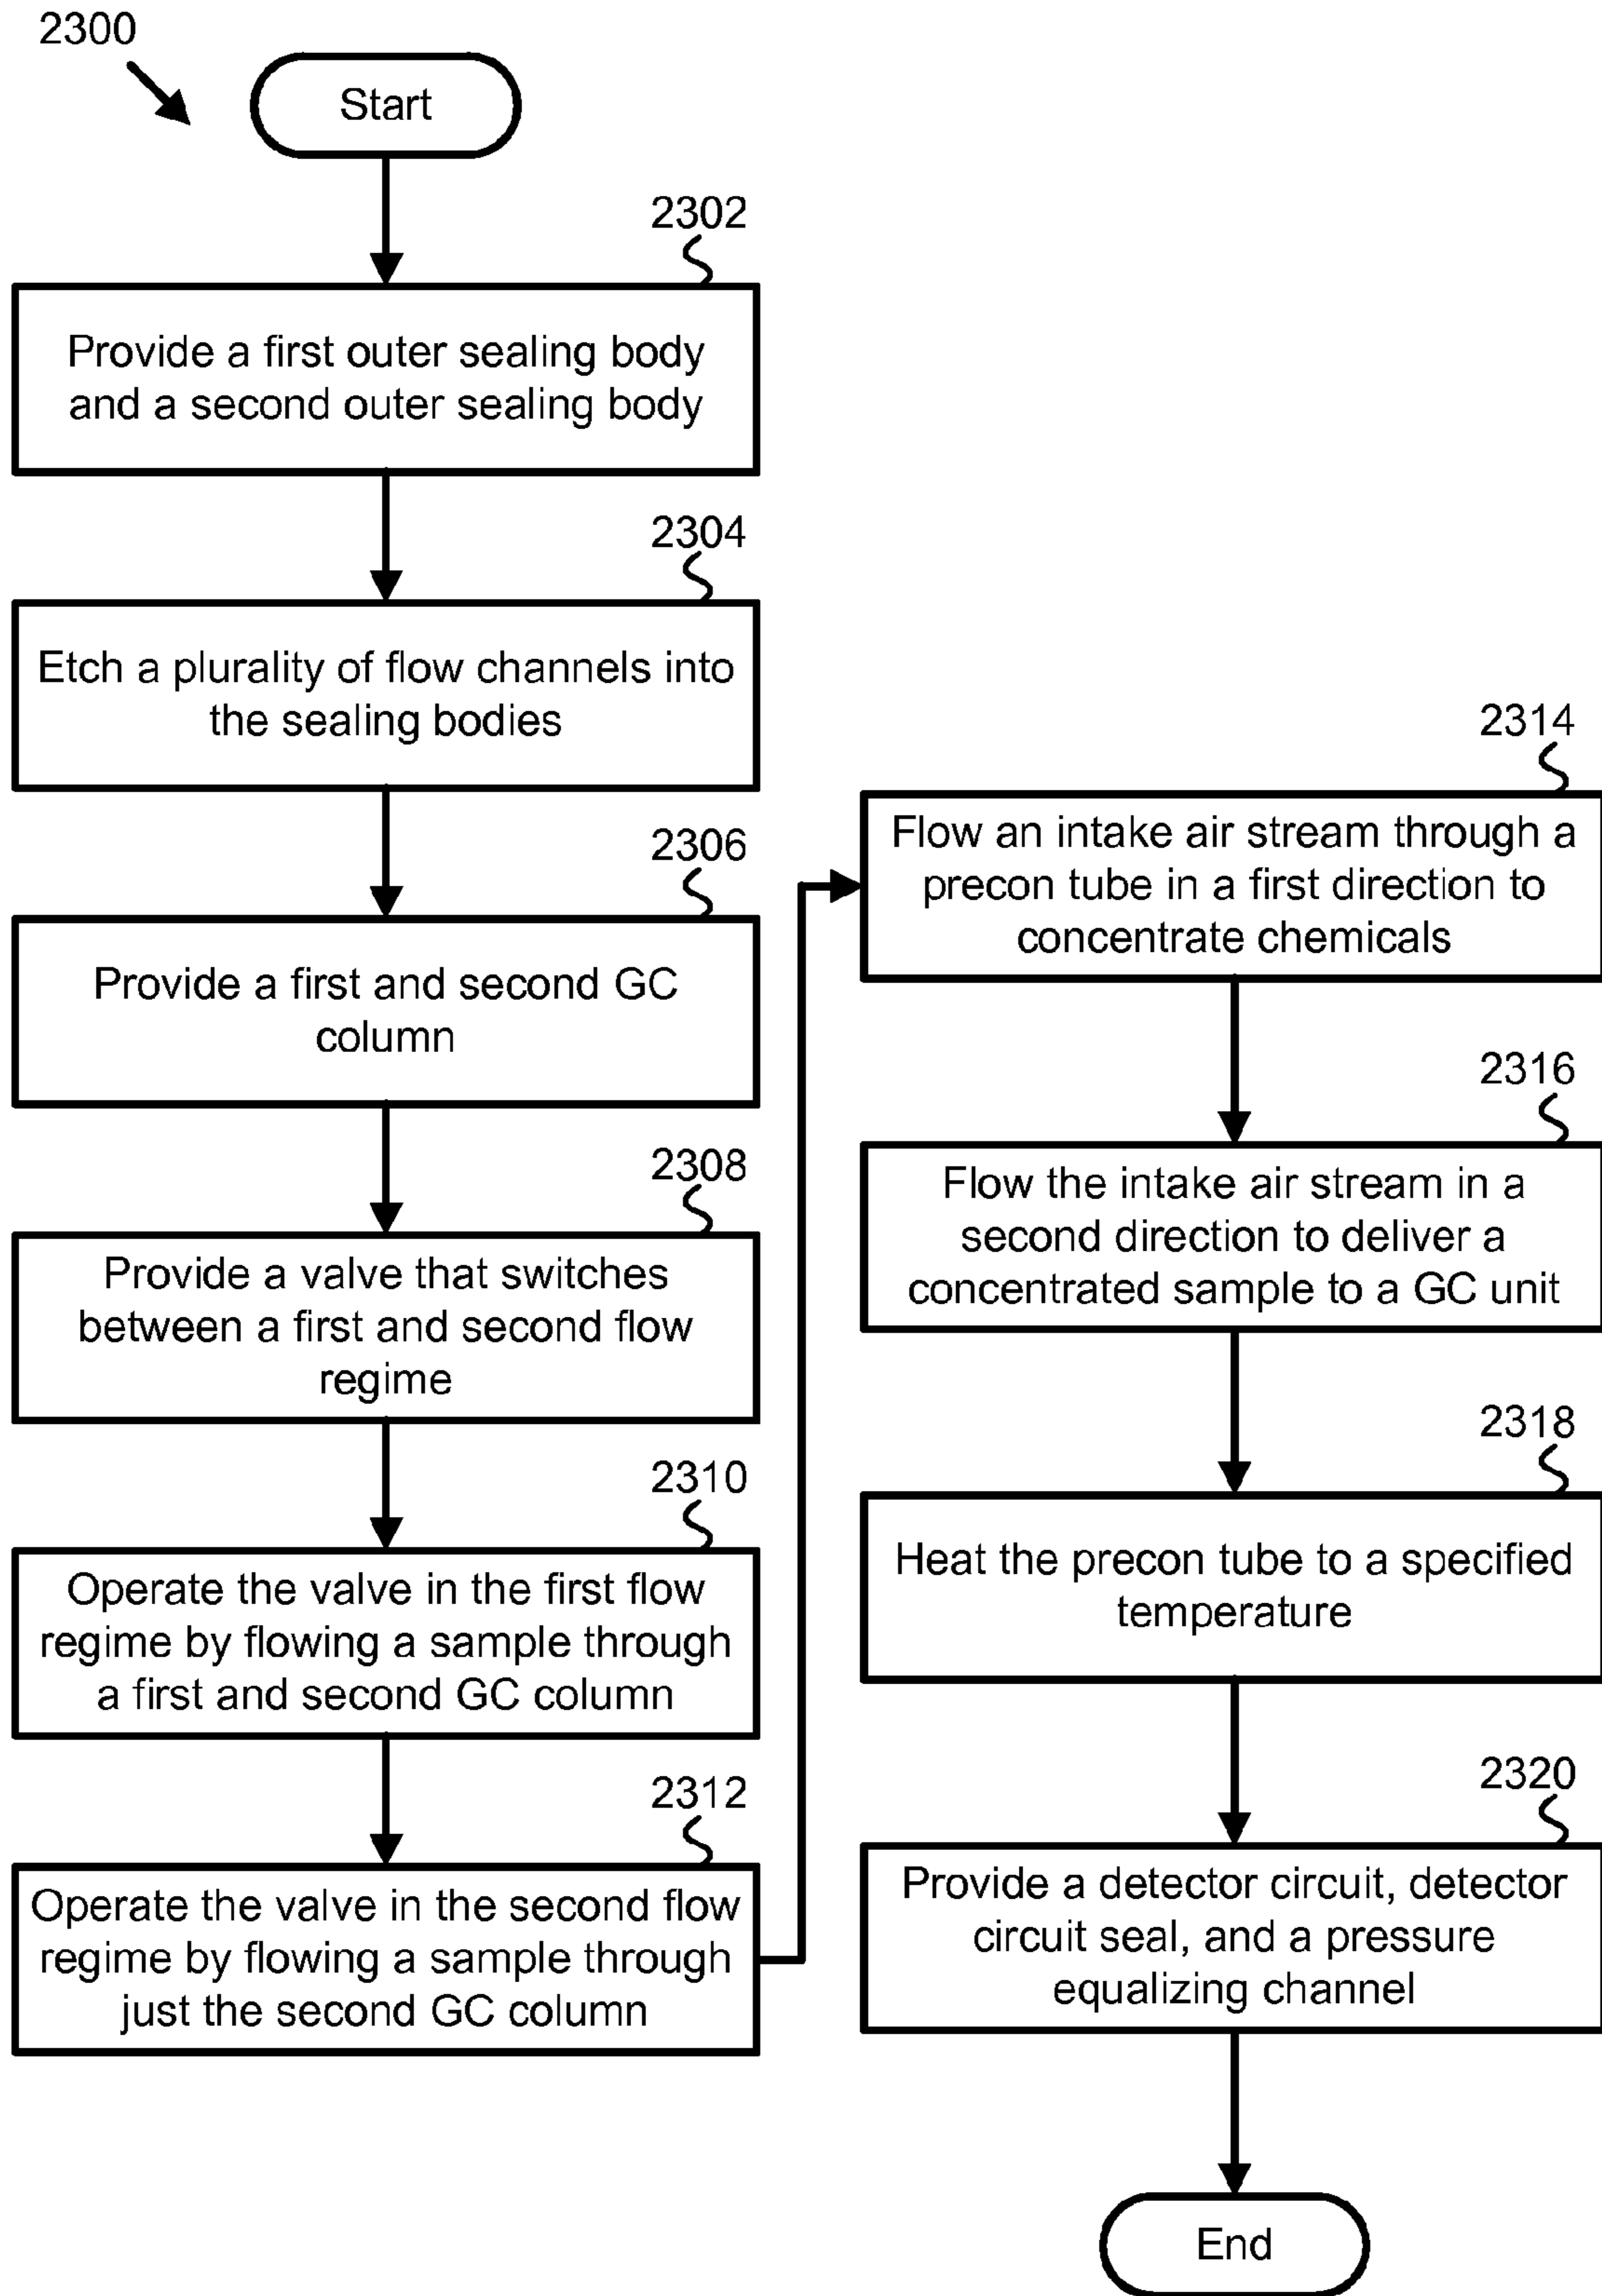 2300
Start
2302
Provide a first outer sealing body
and a second outer sealing body
2304
Etch a plurality of flow channels into
the sealing bodies
2306
Provide a first and second GC
column
2308
Provide a valve that switches
between a first and second flow
regime
2310
Operate the valve in the first flow
regime by flowing a sample through
a first and second GC column
2312
Operate the valve in the second flow
regime by flowing a sample through
just the second GC column
2314
Flow an intake air stream through a
precon tube in a first direction to
concentrate chemicals
2316
Flow the intake air stream in a
second direction to deliver a
concentrated sample to a GC unit
2318
Heat the precon tube to a specified
temperature
2320
Provide a detector circuit, detector
circuit seal, and a pressure
equalizing channel
End